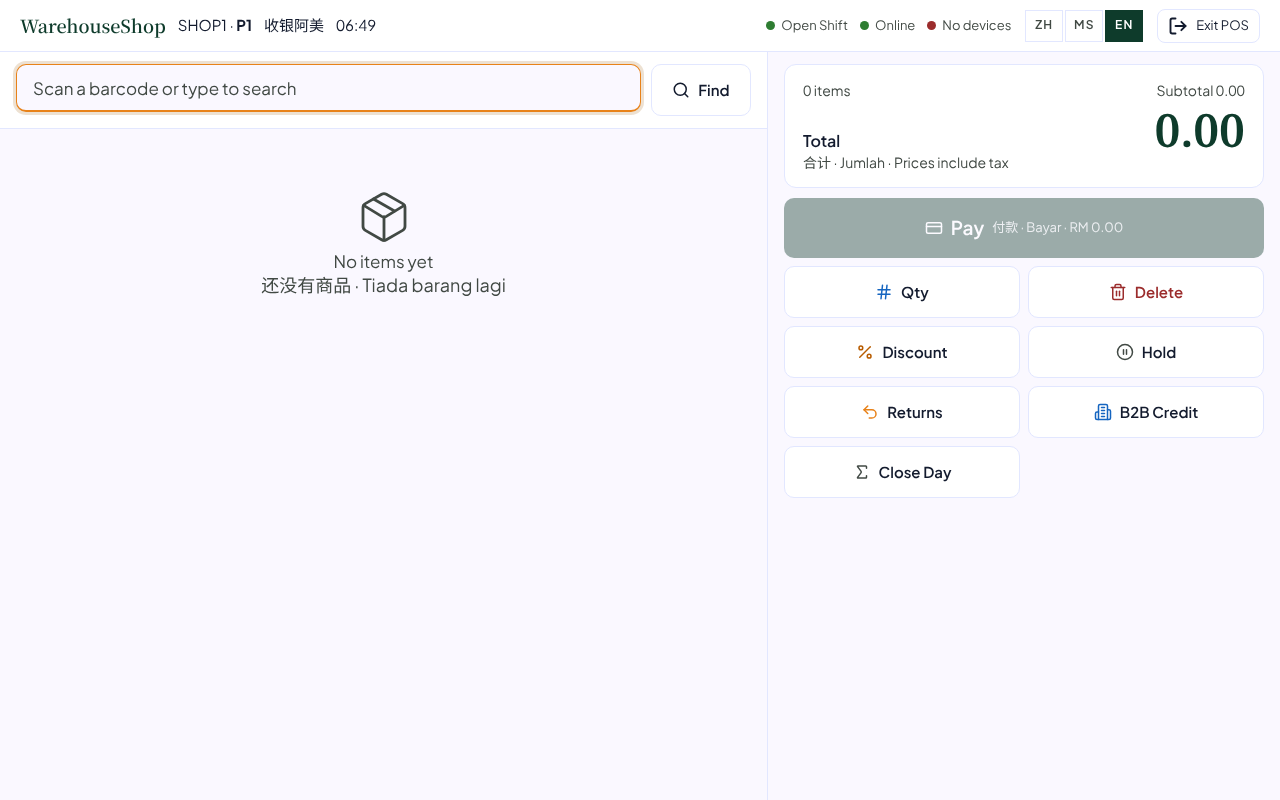 WarehouseShop SHOP1 · P1 收银阿美 06:49 Open Shift Online No devices ZH MS EN Exit POS
Scan a barcode or type to search Find
No items yet
还没有商品 · Tiada barang lagi
0 items Subtotal 0.00
Total 0.00
合计 · Jumlah · Prices include tax
Pay 付款 · Bayar · RM 0.00
Qty Delete
Discount Hold
Returns B2B Credit
Close Day